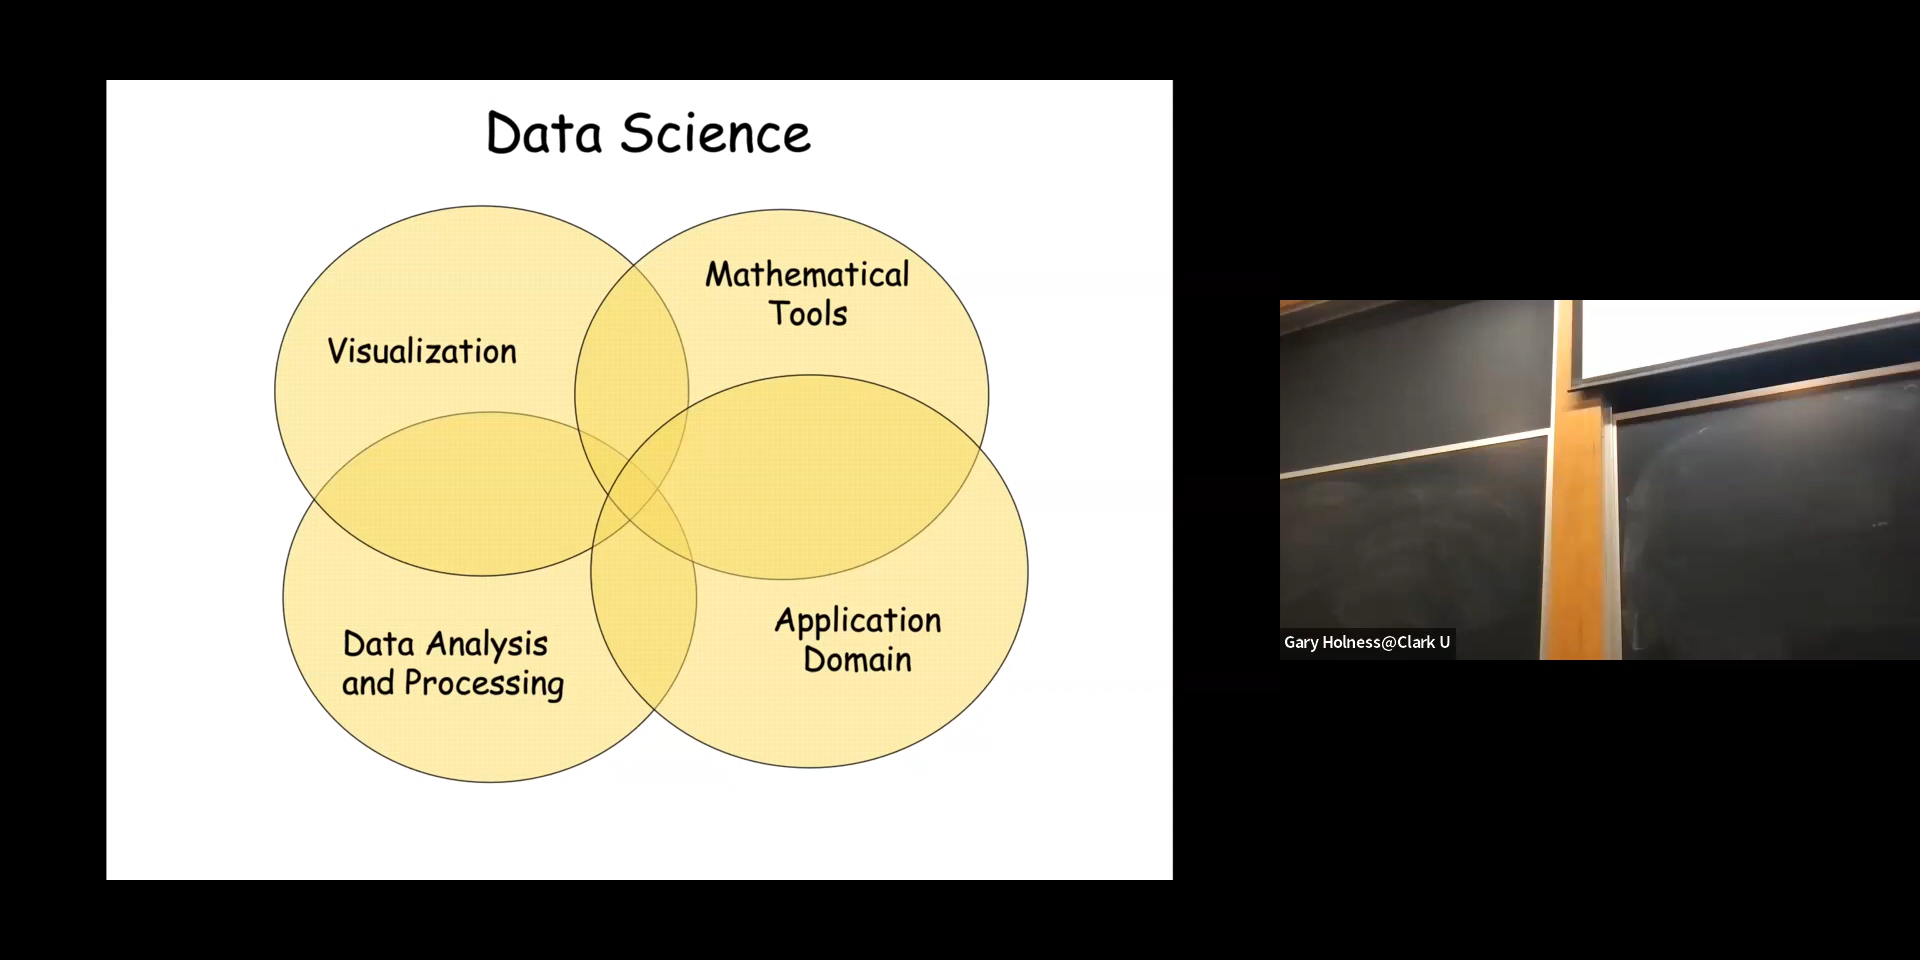 Data Science
Visualization
Mathematical
Tools
Data Analysis
and Processing
Application
Domain
Gary Holness@Clark U